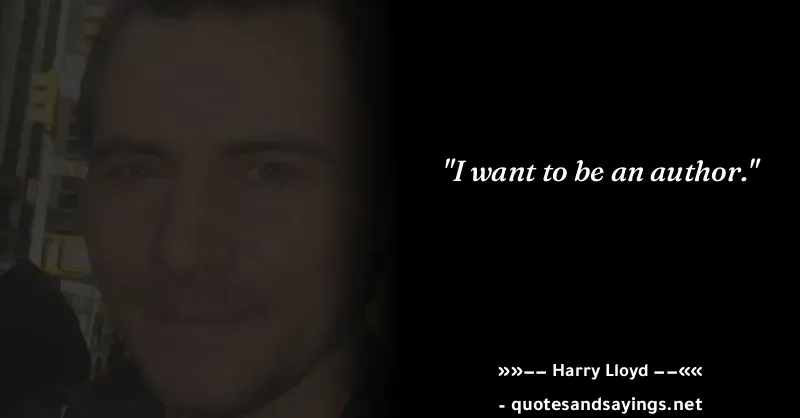 "I want to be an author."
»»–– Harry Lloyd ––««
- quotesandsayings.net